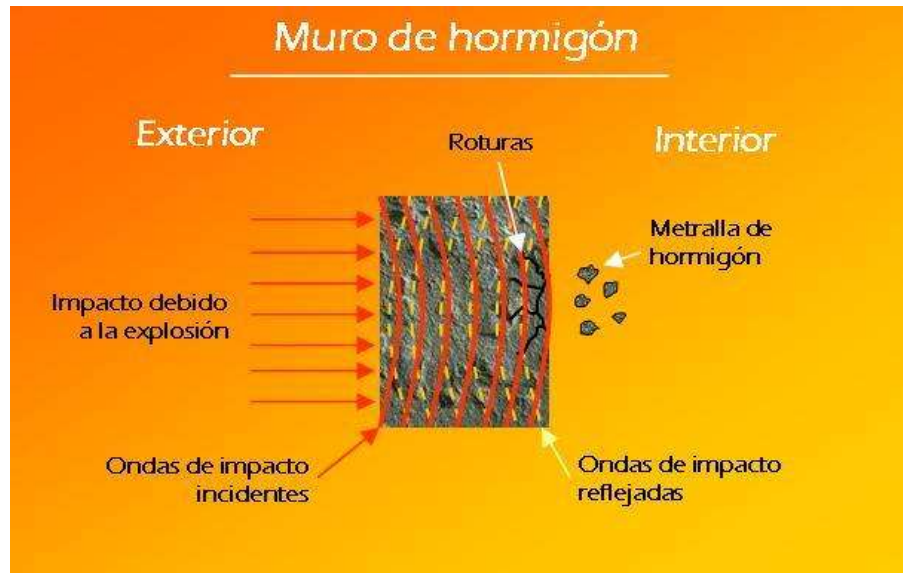 Muro de hormigón
Exterior
Roturas
Interior
Metralla de
hormigón
Impacto debido
a la explosión
Ondas de impacto
incidentes
Ondas de impacto
reflejadas